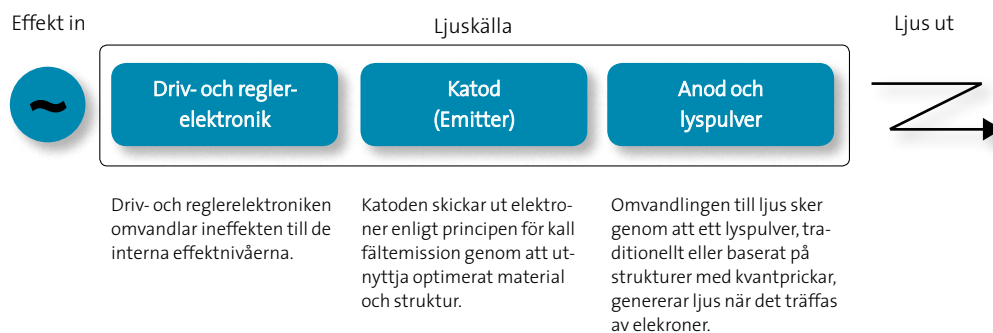 Effekt in
Ljuskälla
Ljus ut
~
Driv- och regler-
elektronik
Katod
(Emitter)
Anod och
lyspulver
Driv- och reglerelektroniken
omvandlar ineffekten till de
interna effektnivåerna.
Katoden skickar ut elektro-
ner enligt principen för kall
fältemission genom att ut-
nyttja optimerat material
och struktur.
Omvandlingen till ljus sker
genom att ett lyspulver, tra-
ditionellt eller baserat på
strukturer med kvantprickar,
genererar ljus när det träffas
av elekroner.